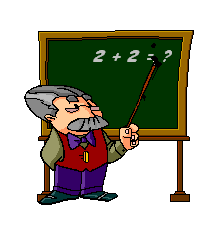 2 + 2 = ?